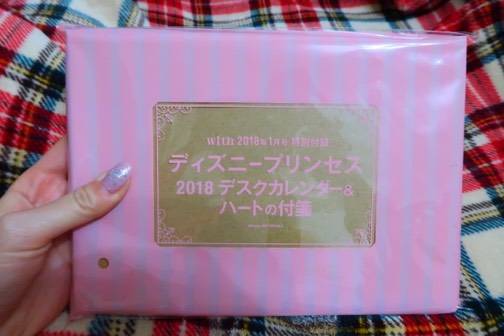 with 2018年1月号 特別付録
ディズニープリンセス
2018 デスクカレンダー&
ハートの付箋